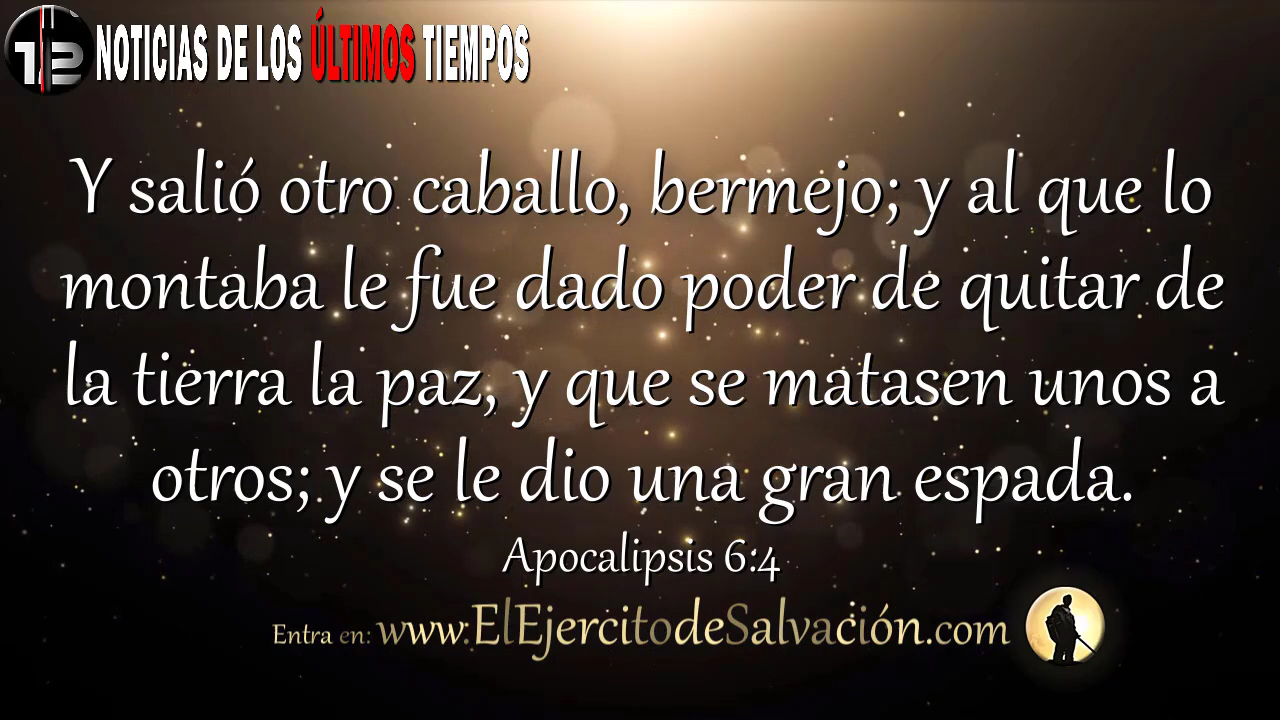 12 NOTICIAS DE LOS ÚLTIMOS TIEMPOS
Y salió otro caballo, bermejo; y al que lo
montaba le fue dado poder de quitar de
la tierra la paz, y que se matasen unos a
otros; y se le dio una gran espada.
Apocalipsis 6:4
Entra en: www.ElEjercitodeSalvación.com